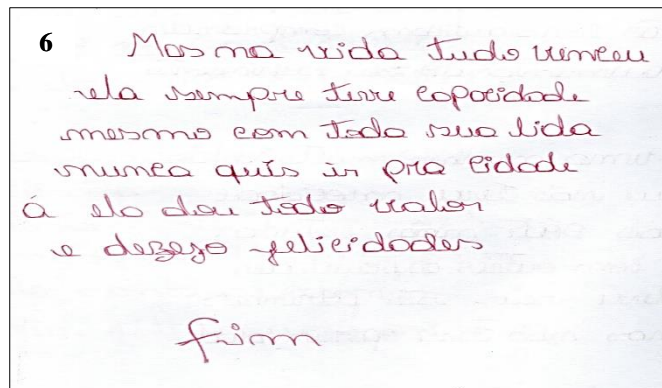 6
Mas na vida tudo venceu
ela sempre teve capacidade
mesmo com toda sua lida
nunca quis ir pra cidade
á ela dou todo valor
e dezejo felicidades
fim